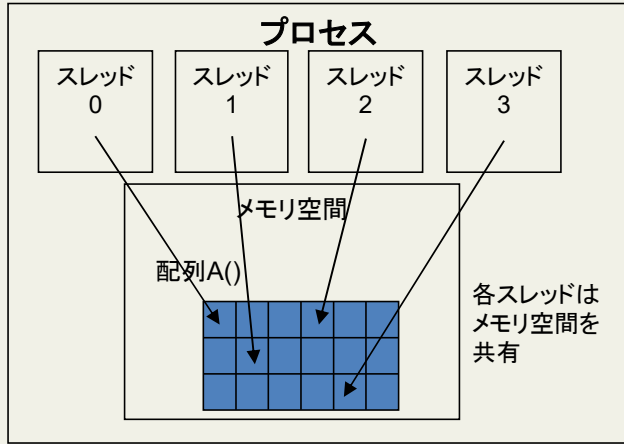 プロセス
スレッド
0
スレッド
1
スレッド
2
スレッド
3
メモリ空間
配列A()
各スレッドは
メモリ空間を
共有